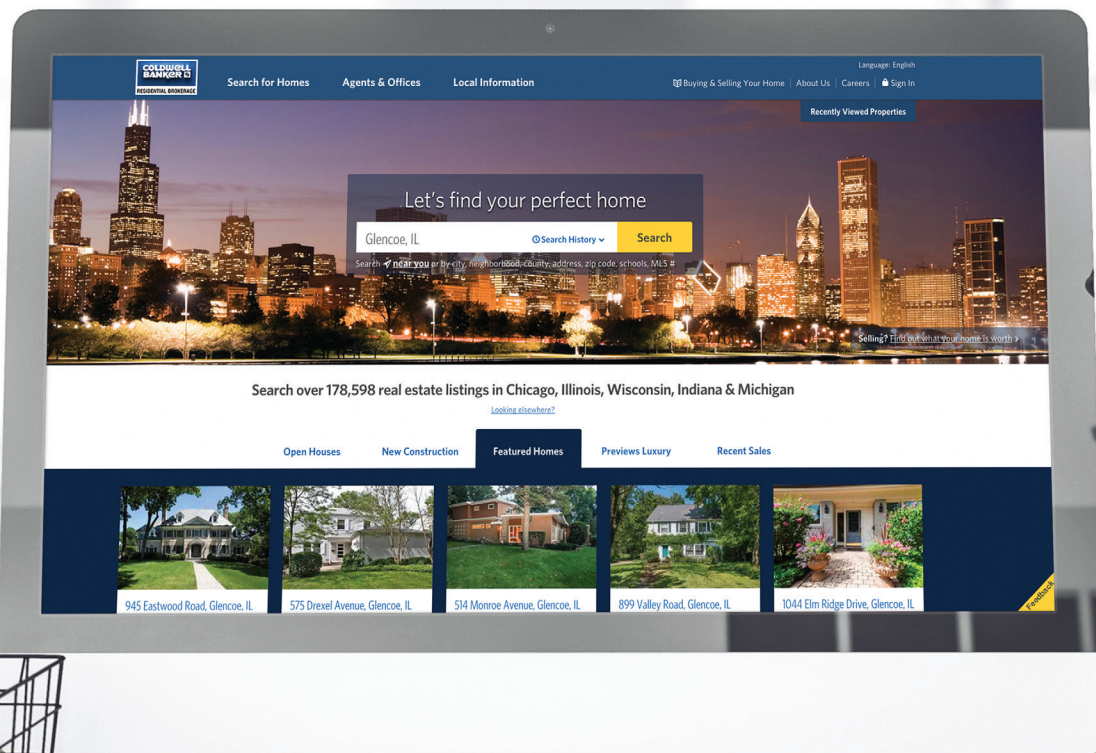 COLDWELL
BANKER CB
RESIDENTIAL BROKERAGE
Search for Homes
Agents & Offices
Local Information
Language: English
Buying & Selling Your Home
About Us
Careers
Sign In
Recently Viewed Properties
Let's find your perfect home
Glencoe, IL
Search History
Search
Search near you or by city, neighborhood, county, address, zip code, schools, MLS #
Selling? Find out what your home is worth >
Search over 178,598 real estate listings in Chicago, Illinois, Wisconsin, Indiana & Michigan
Looking elsewhere?
Open Houses
New Construction
Featured Homes
Previews Luxury
Recent Sales
945 Eastwood Road, Glencoe, IL
575 Drexel Avenue, Glencoe, IL
514 Monroe Avenue, Glencoe, IL
899 Valley Road, Glencoe, IL
1044 Elm Ridge Drive, Glencoe, IL
Feedback